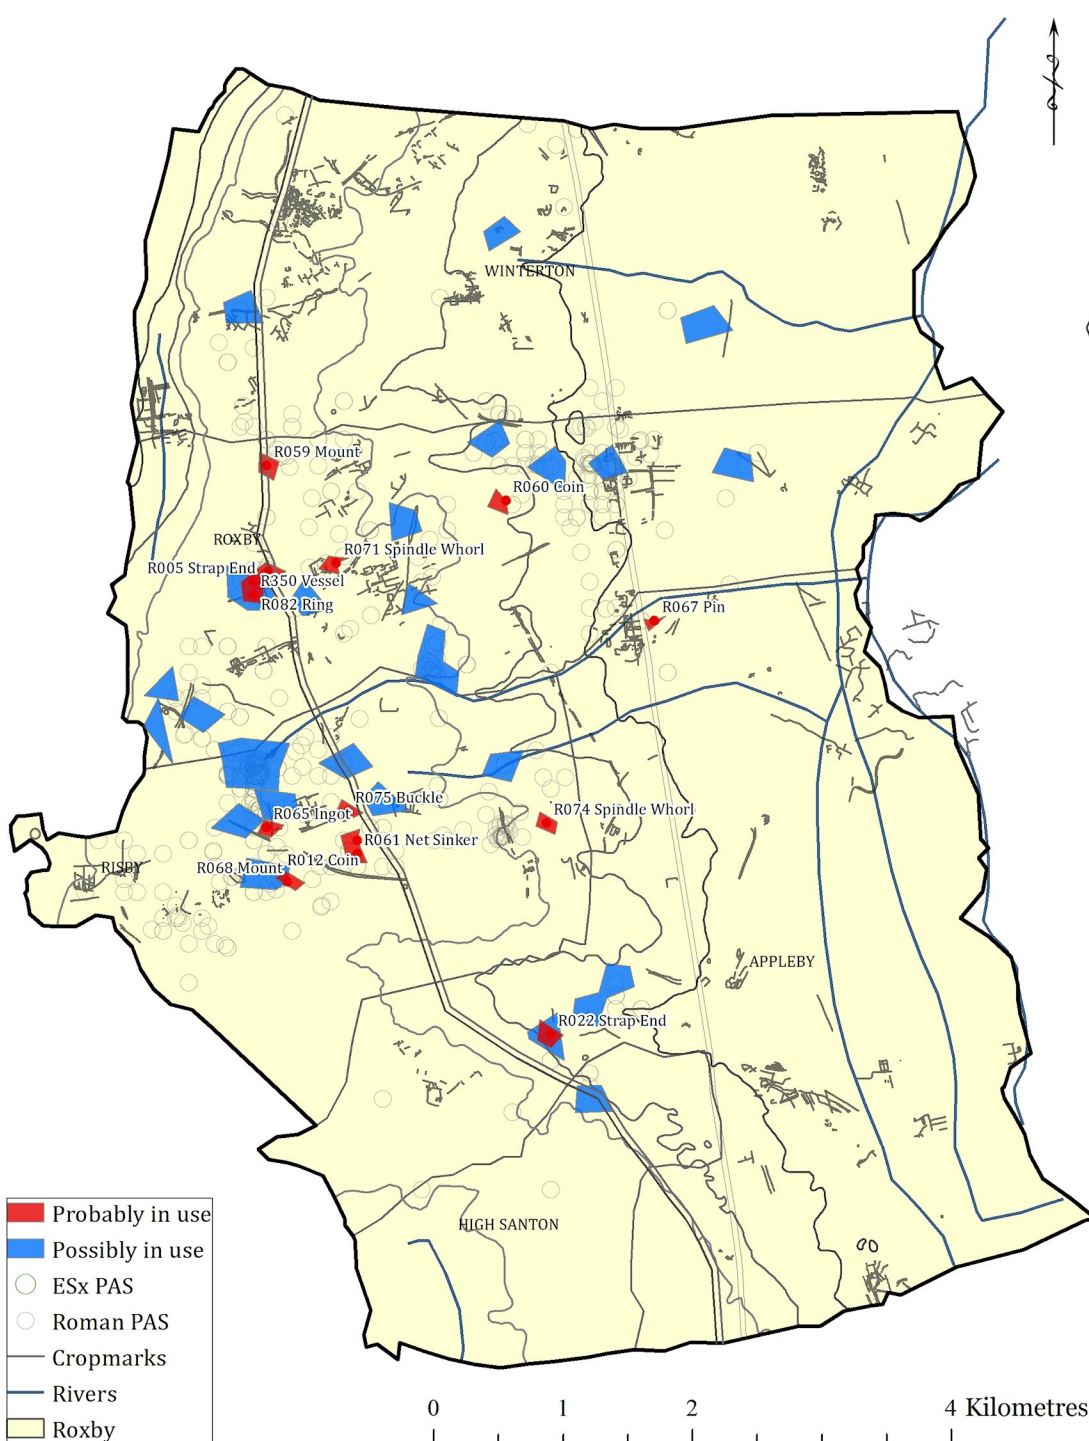 WINTERTON
R059 Mount
R060 Coin
ROXBY
R071 Spindle Whorl
R005 Strap End
R350 Vessel
R082 Ring
R067 Pin
R075 Buckle
R065 Ingot
R074 Spindle Whorl
R061 Net Sinker
R012 Coin
R068 Mount
RISBY
APPLEBY
R022 Strap End
HIGH SANTON
Probably in use
Possibly in use
ESx PAS
Roman PAS
Cropmarks
Rivers
Roxby
0 1 2 4 Kilometres